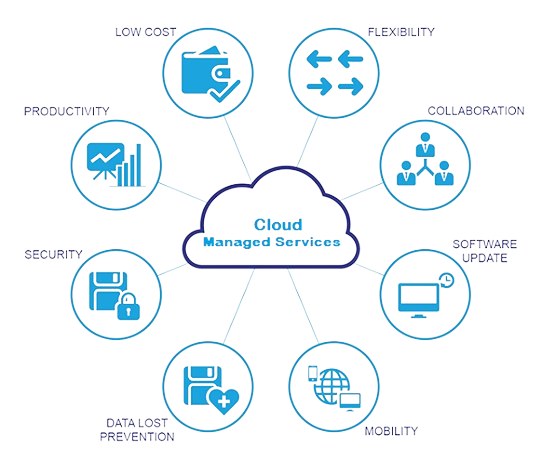 LOW COST
FLEXIBILITY
PRODUCTIVITY
COLLABORATION
Cloud
Managed Services
SECURITY
SOFTWARE
UPDATE
DATA LOST
PREVENTION
MOBILITY